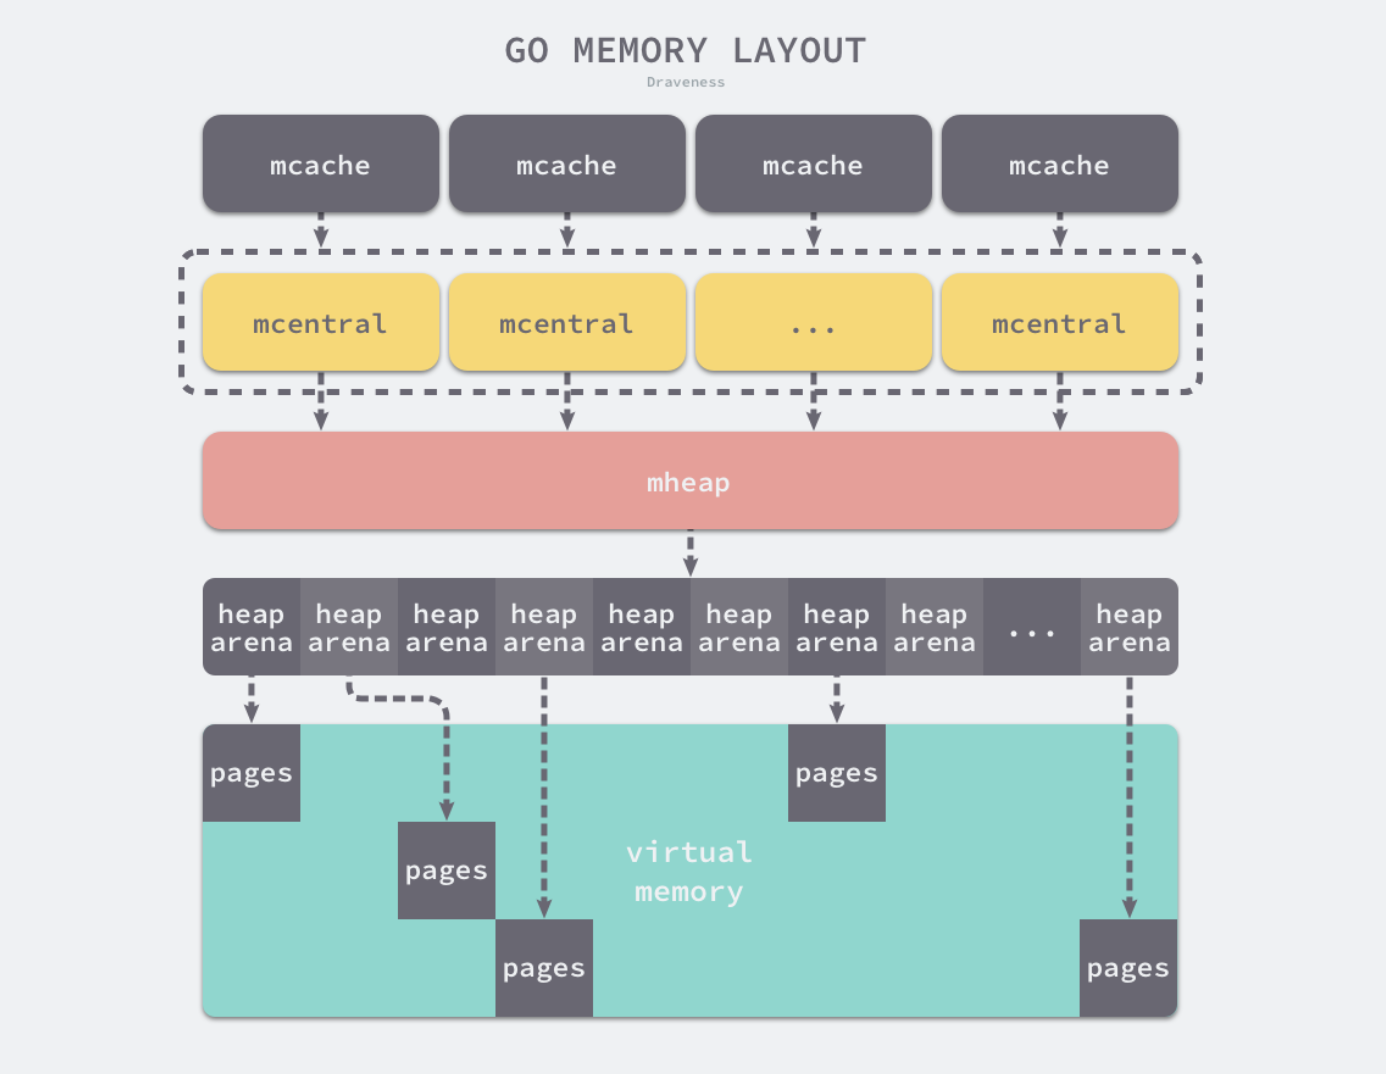 GO MEMORY LAYOUT
Draveness
mcache mcache mcache mcache
mcentral mcentral ... mcentral
mheap
heap heap heap heap heap heap heap heap ... heap
arena arena arena arena arena arena arena arena arena
pages pages
virtual
pages
memory
pages pages